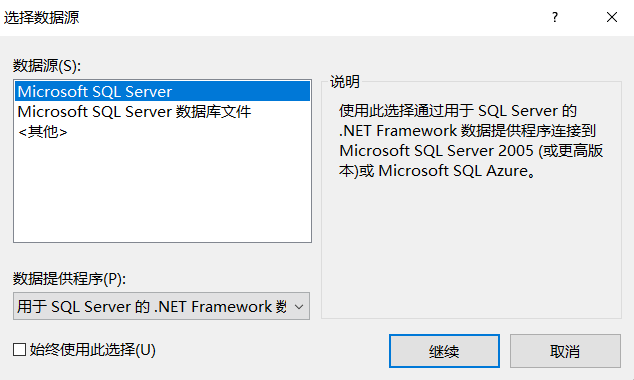 选择数据源
?
数据源(S):
Microsoft SQL Server
Microsoft SQL Server 数据库文件
<其他>
说明
使用此选择通过用于 SQL Server 的
.NET Framework 数据提供程序连接到
Microsoft SQL Server 2005 (或更高版
本)或 Microsoft SQL Azure。
数据提供程序(P):
用于 SQL Server 的 .NET Framework 数
始终使用此选择(U)
继续
取消